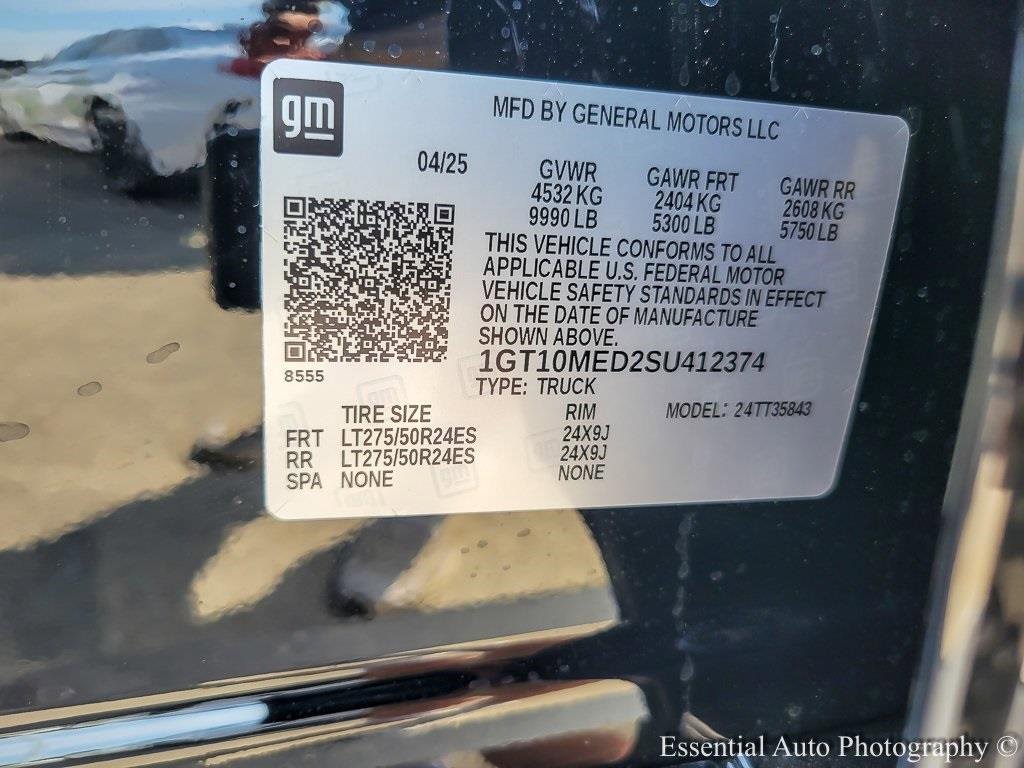 gm
MFD BY GENERAL MOTORS LLC
04/25
GVWR
4532 KG
9990 LB
GAWR FRT
2404 KG
5300 LB
GAWR RR
2608 KG
5750 LB
THIS VEHICLE CONFORMS TO ALL
APPLICABLE U.S. FEDERAL MOTOR
VEHICLE SAFETY STANDARDS IN EFFECT
ON THE DATE OF MANUFACTURE
SHOWN ABOVE.
1GT10MED2SU412374
TYPE: TRUCK
8555
TIRE SIZE RIM MODEL: 24TT35843
FRT LT275/50R24ES 24X9J
RR LT275/50R24ES 24X9J
SPA NONE NONE
Essential Auto Photography ©